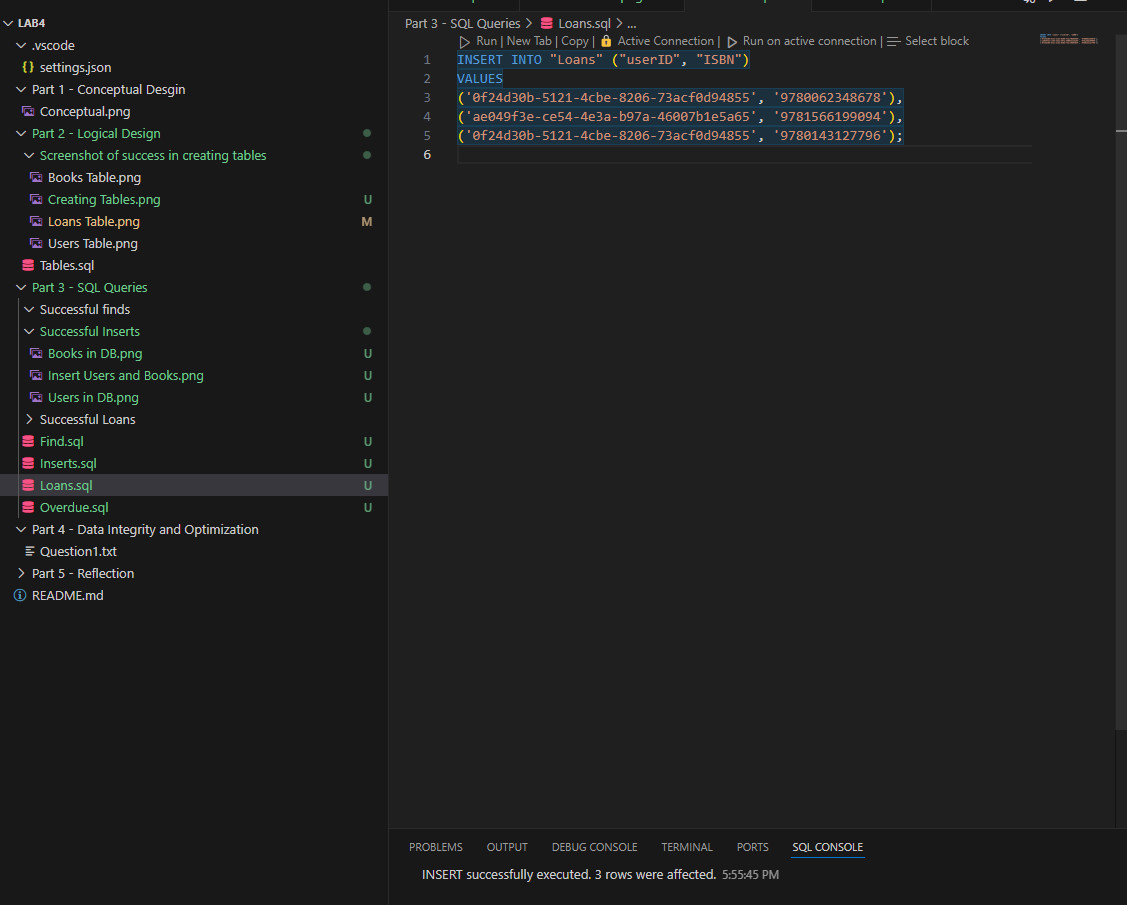 LAB4
.vscode
{} settings.json
Part 1 - Conceptual Desgin
Conceptual.png
Part 2 - Logical Design
Screenshot of success in creating tables
Books Table.png
Creating Tables.png U
Loans Table.png M
Users Table.png
Tables.sql
Part 3 - SQL Queries
Successful finds
Successful Inserts
Books in DB.png U
Insert Users and Books.png U
Users in DB.png U
Successful Loans
Find.sql U
Inserts.sql U
Loans.sql U
Overdue.sql U
Part 4 - Data Integrity and Optimization
Question1.txt
Part 5 - Reflection
README.md
Part 3 - SQL Queries > Loans.sql > ...
Run | New Tab | Copy | Active Connection | Run on active connection | Select block
1 INSERT INTO "Loans" ("userID", "ISBN")
2 VALUES
3 ('0f24d30b-5121-4cbe-8206-73acf0d94855', '9780062348678'),
4 ('ae049f3e-ce54-4e3a-b97a-46007b1e5a65', '9781566199094'),
5 ('0f24d30b-5121-4cbe-8206-73acf0d94855', '9780143127796');
6
PROBLEMS OUTPUT DEBUG CONSOLE TERMINAL PORTS SQL CONSOLE
INSERT successfully executed. 3 rows were affected. 5:55:45 PM